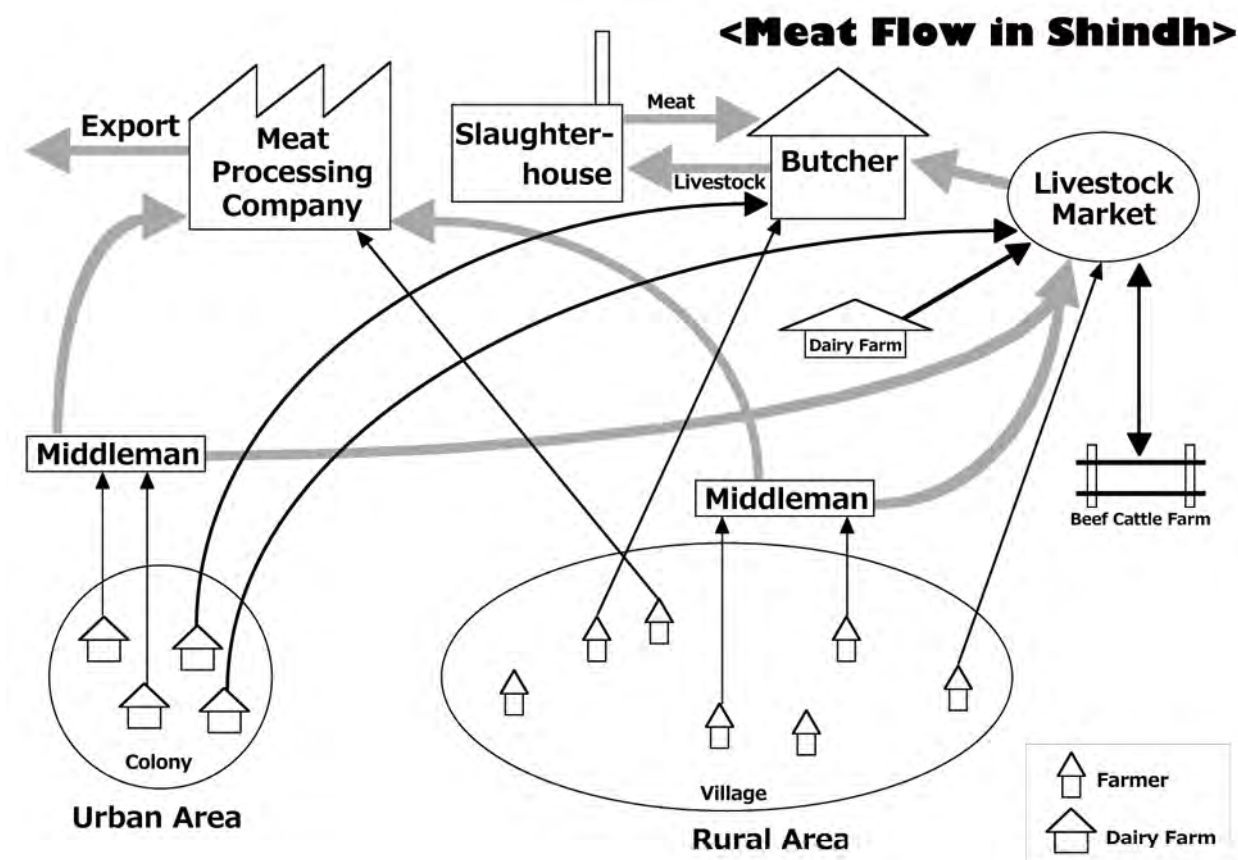 <Meat Flow in Shindh>
Export
Meat
Processing
Company
Slaughter-
house
Meat
Livestock
Butcher
Livestock
Market
Dairy Farm
Middleman
Middleman
Beef Cattle Farm
Colony
Urban Area
Village
Rural Area
Farmer
Dairy Farm